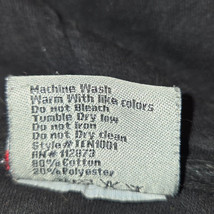 Machine Wash
Warm With like colors
Do not Bleach
Tumble Dry low
Do not iron
Do not Dry clean
Style# TEN1001
RN# 112873
80% Cotton
20% Polyester